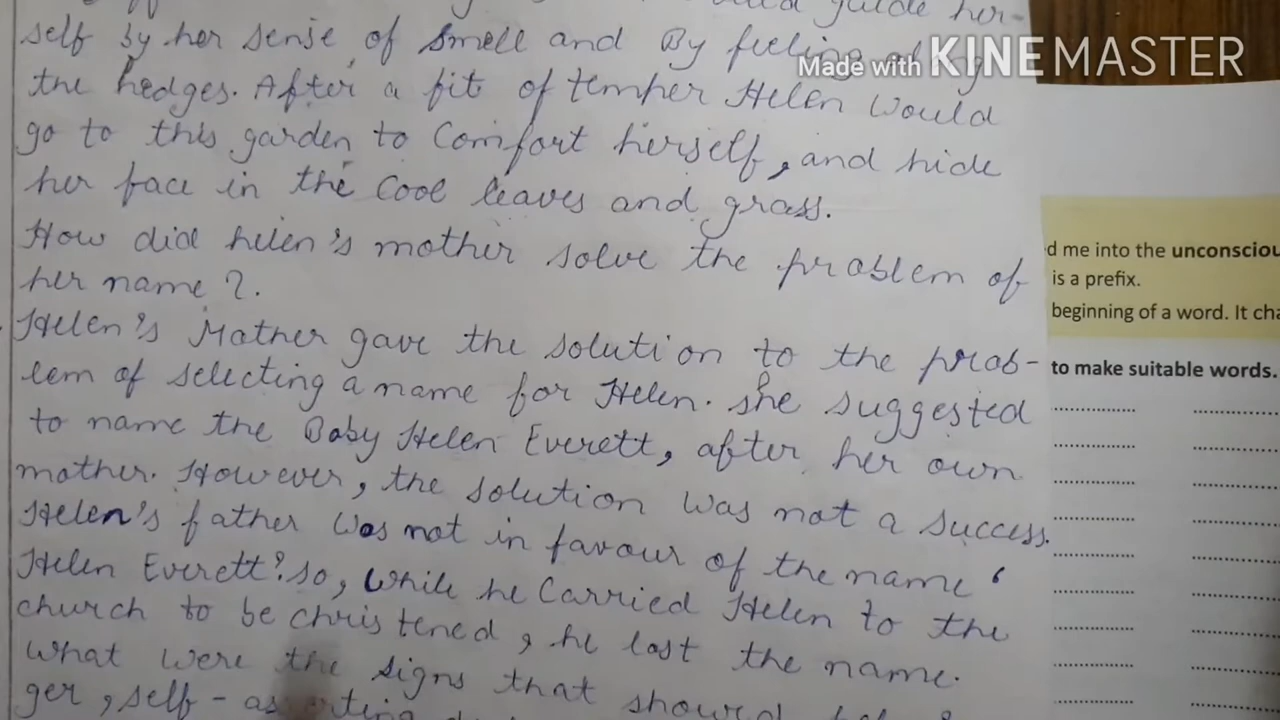 guide her-
self by her sense of smell and By feeling
Made with KINEMASTER
the hedges. After a fit of temper Helen Would
go to this garden to Comfort herself, and hide
her face in the cool leaves and grass.
How did helen's mother solve the problem of
her name ?.
Helen's Mother gave the solution to the prob-
lem of selecting a name for Helen. she suggested
to name the Baby Helen Everett, after her own
mother. However, the solution was not a success.
Helen's father was not in favour of the name '
Helen Everett'. so, while he Carried Helen to the
church to be christened, he lost the name.
What were the signs that showed
ger, self-
d me into the unconsciou
is a prefix.
beginning of a word. It cha
to make suitable words.